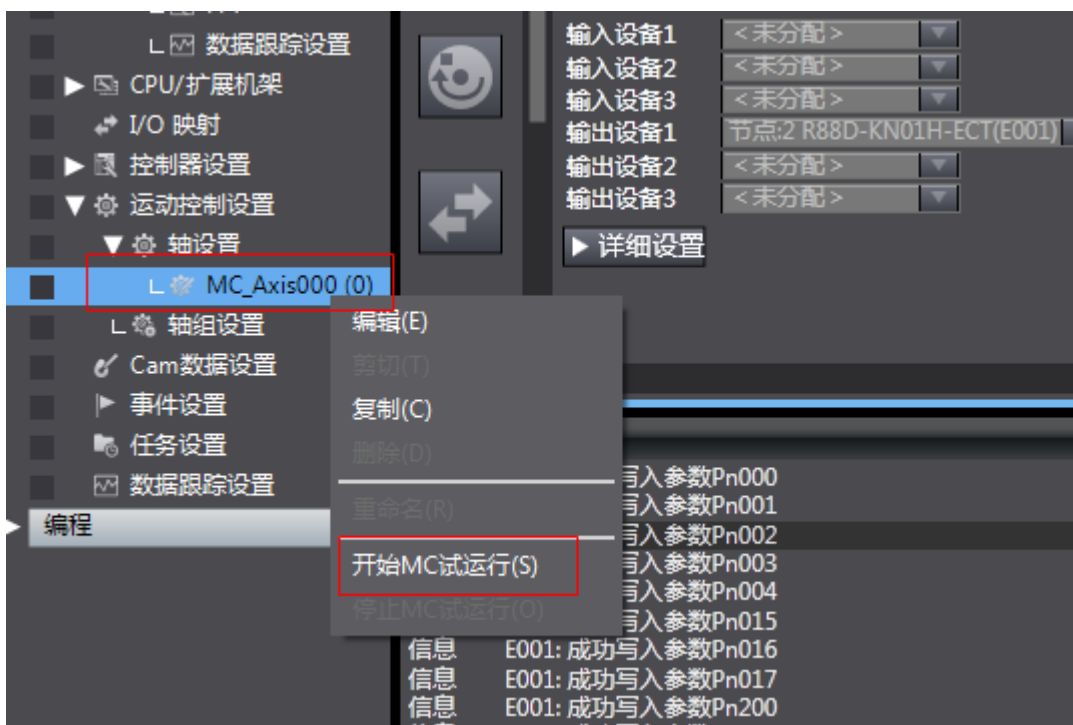 数据跟踪设置
CPU/扩展机架
I/O 映射
控制器设置
运动控制设置
轴设置
MC_Axis000 (0)
轴组设置
Cam数据设置
事件设置
任务设置
数据跟踪设置
编程
输入设备1 <未分配>
输入设备2 <未分配>
输入设备3 <未分配>
输出设备1 节点:2 R88D-KN01H-ECT(E001)
输出设备2 <未分配>
输出设备3 <未分配>
详细设置
编辑(E)
剪切(T)
复制(C)
删除(D)
重命名(R)
开始MC试运行(S)
停止MC试运行(O)
写入参数Pn000
写入参数Pn001
写入参数Pn002
写入参数Pn003
写入参数Pn004
写入参数Pn015
信息 E001: 成功写入参数Pn016
信息 E001: 成功写入参数Pn017
信息 E001: 成功写入参数Pn200